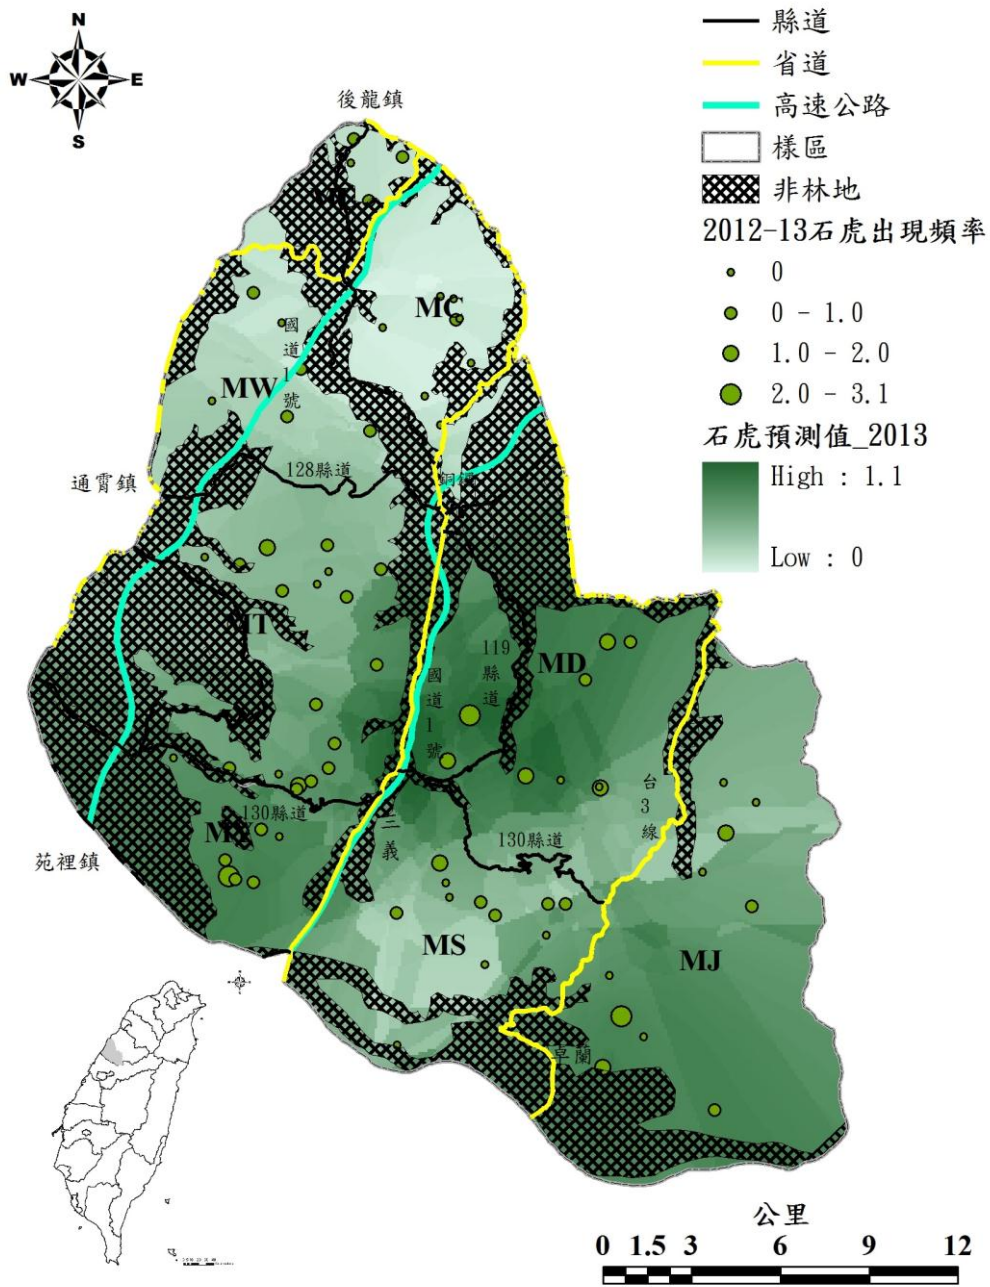 N
W
E
S
縣道
省道
高速公路
樣區
非林地
2012-13石虎出現頻率
0
0 - 1.0
1.0 - 2.0
2.0 - 3.1
石虎預測值_2013
High : 1.1
Low : 0
後龍鎮
MC
國道1號
MW
128縣道
通霄鎮
MT
119縣道
MD
國道1號
台3線
130縣道
三義
130縣道
苑裡鎮
MS
MJ
卓蘭
公里
0 1.5 3 6 9 12